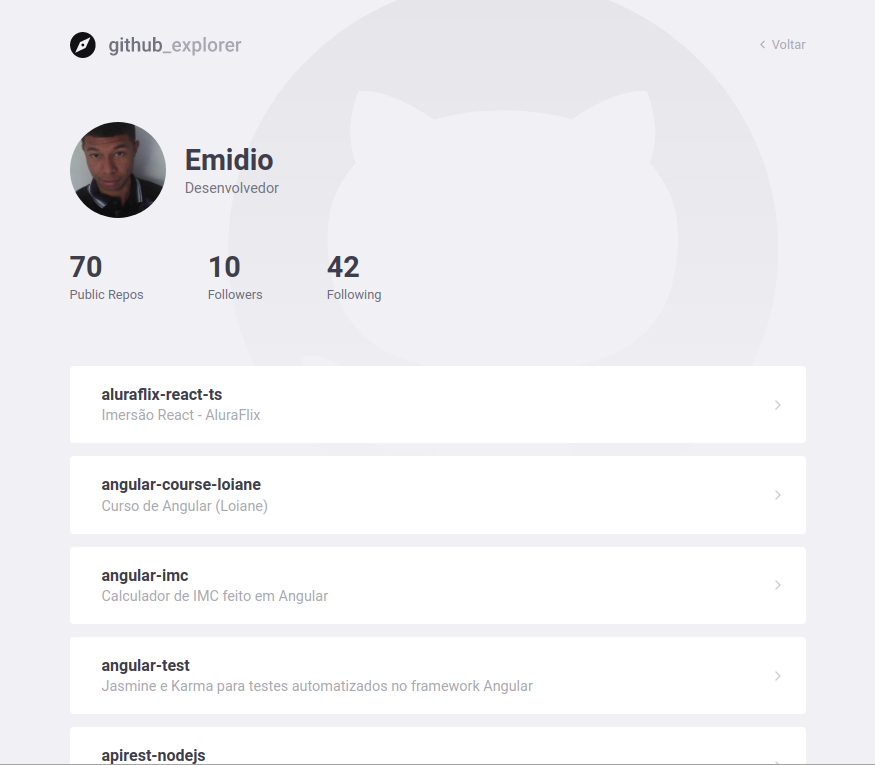 github_explorer
Voltar
Emidio
Desenvolvedor
70
10
42
Public Repos
Followers
Following
aluraflix-react-ts
Imersão React - AluraFlix
angular-course-loiane
Curso de Angular (Loiane)
angular-imc
Calculador de IMC feito em Angular
angular-test
Jasmine e Karma para testes automatizados no framework Angular
apirest-nodejs